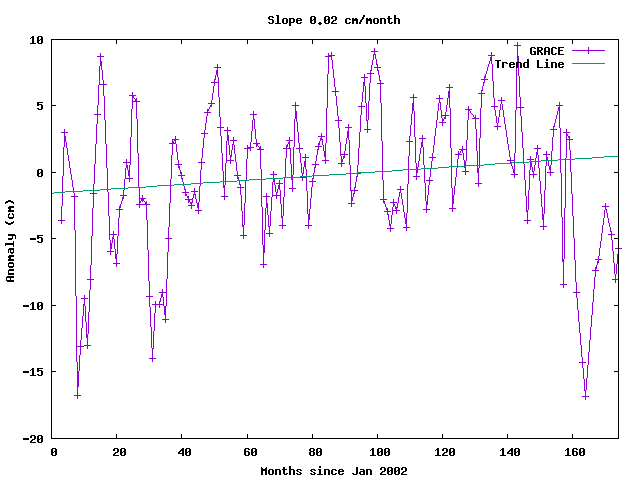 Slope 0.02 cm/month
GRACE
Trend Line
10
5
0
-5
-10
-15
-20
Anomaly (cm)
0 20 40 60 80 100 120 140 160
Months since Jan 2002